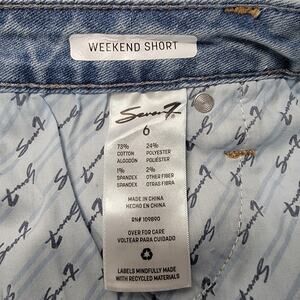 WEEKEND SHORT
Seven7
6
73% 24%
COTTON POLYESTER
ALGODÓN POLIÉSTER
1% 2%
SPANDEX OTHER FIBER
SPANDEX OTRAS FIBRA
MADE IN CHINA
HECHO EN CHINA
RN# 109890
OVER FOR CARE
VOLTEAR PARA CUIDADO
LABELS MINDFULLY MADE
WITH RECYCLED MATERIALS